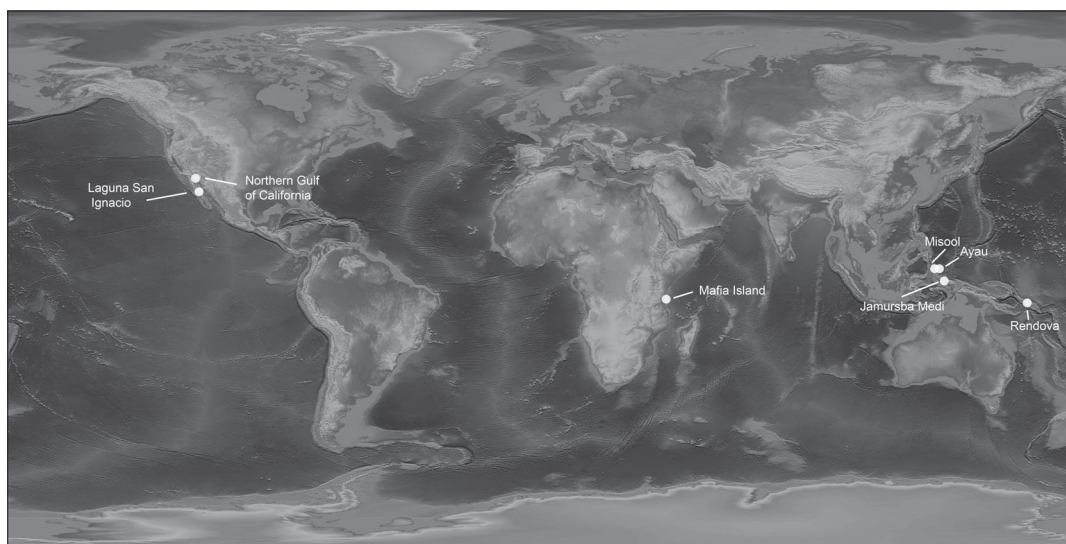 Northern Gulf
of California
Laguna San
Ignacio
Misool
Ayau
Mafia Island
Jamursba Medi
Rendova